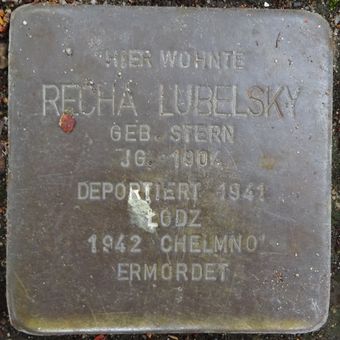 HIER WOHNTE
RECHA LUBELSKY
GEB. STERN
JG. 1904
DEPORTIERT 1941
LODZ
1942 CHELMNO
ERMORDET